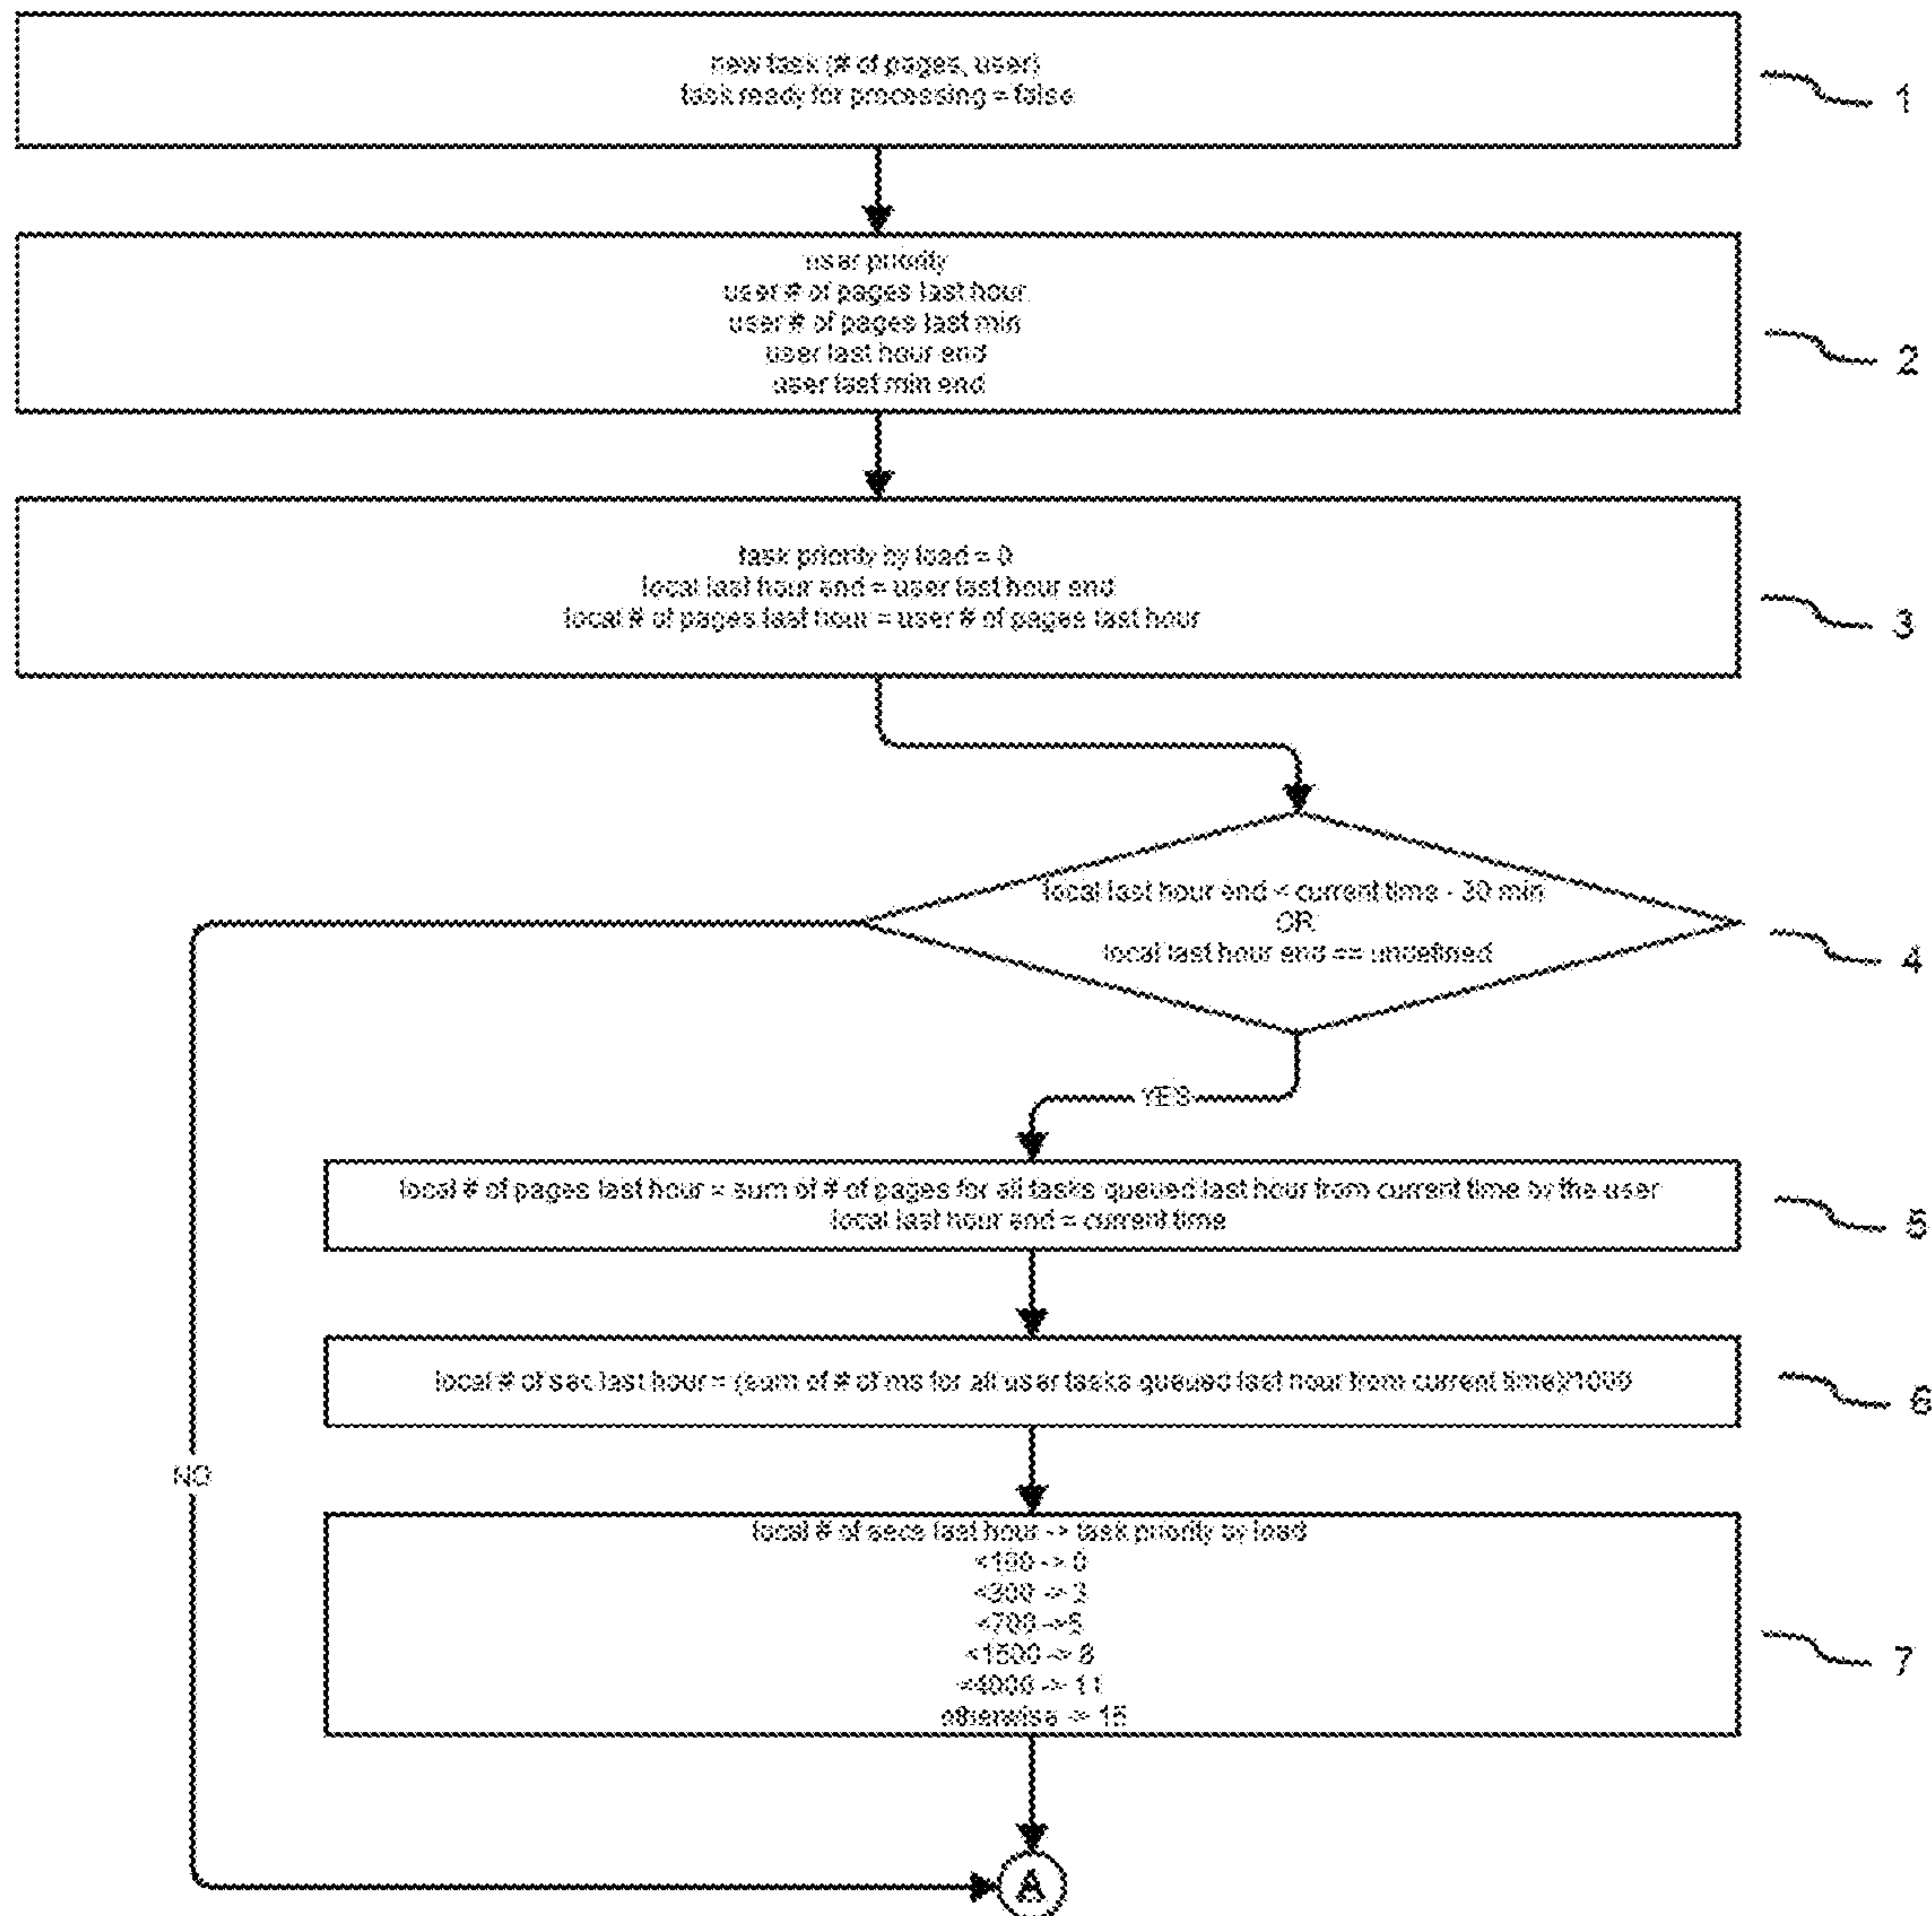 new task (# of pages, user)
task ready for processing = false
1
user priority
user # of pages last hour
user # of pages last min
user last hour end
user last min end
2
task priority by load = 0
local last hour end = user last hour end
local # of pages last hour = user # of pages last hour
3
local last hour end < current time - 30 min
OR
local last hour end == undefined
4
YES
local # of pages last hour = sum of # of pages for all tasks queued last hour from current time by the user
local last hour end = current time
5
local # of sec last hour = (sum of # of ms for all user tasks queued last hour from current time)/1000
6
NO
local # of secs last hour -> task priority by load
<100 -> 0
<300 -> 3
<700 ->5
<1500 -> 8
<4000 -> 11
otherwise -> 15
7
A